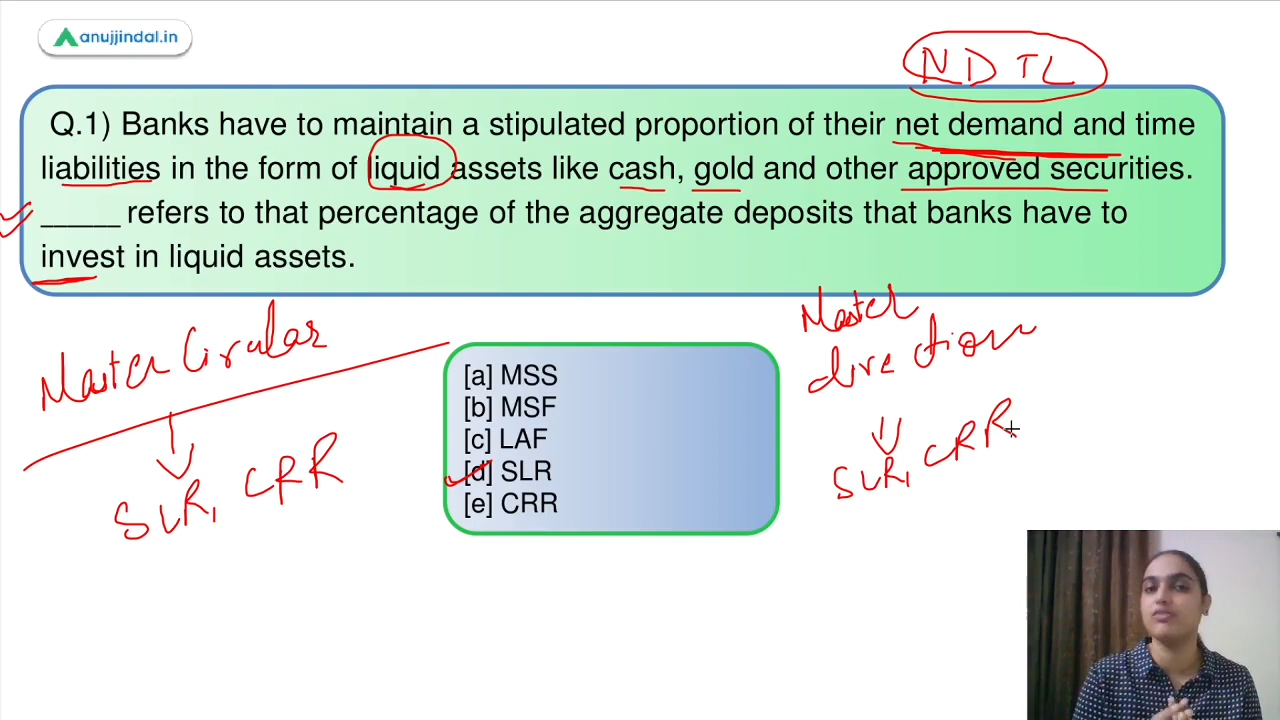 anujjindal.in
NDTL
Q.1) Banks have to maintain a stipulated proportion of their net demand and time
liabilities in the form of liquid assets like cash, gold and other approved securities.
______ refers to that percentage of the aggregate deposits that banks have to
invest in liquid assets.
Master Cirular
SLR, CRR
[a] MSS
[b] MSF
[c] LAF
[d] SLR
[e] CRR
Master
direction
SLR, CRR